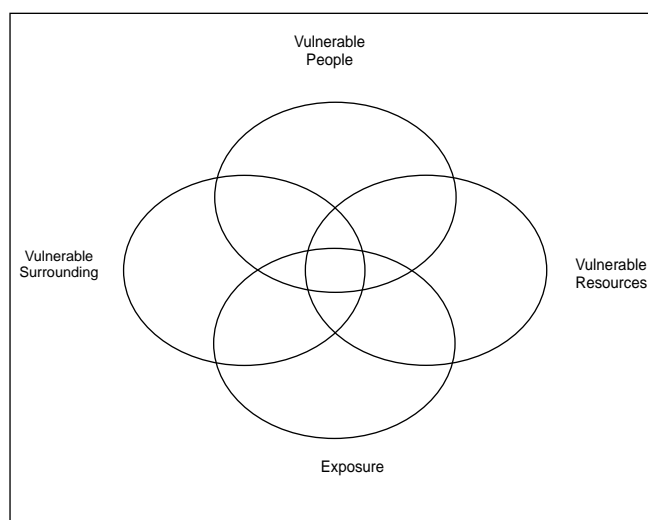 Vulnerable
People
Vulnerable
Surrounding
Vulnerable
Resources
Exposure